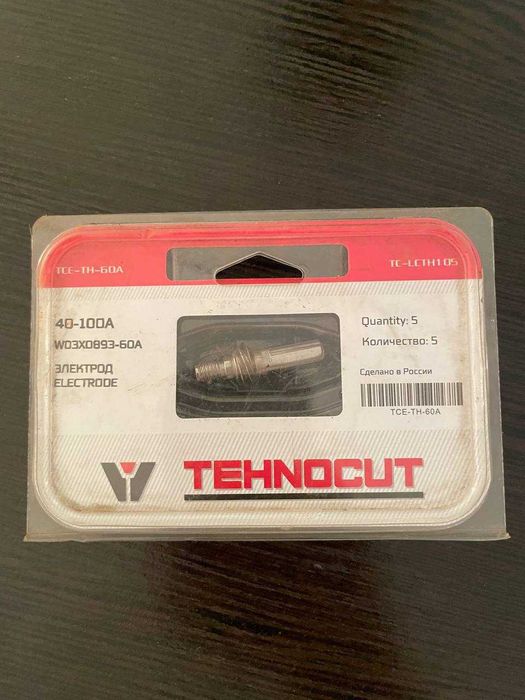 TCE-TH-60A
TC-LCTH105
40-100A
W03X0893-60A
ЭЛЕКТРОД
ELECTRODE
Quantity: 5
Количество: 5
Сделано в России
TCE-TH-60A
TEHNOCUT